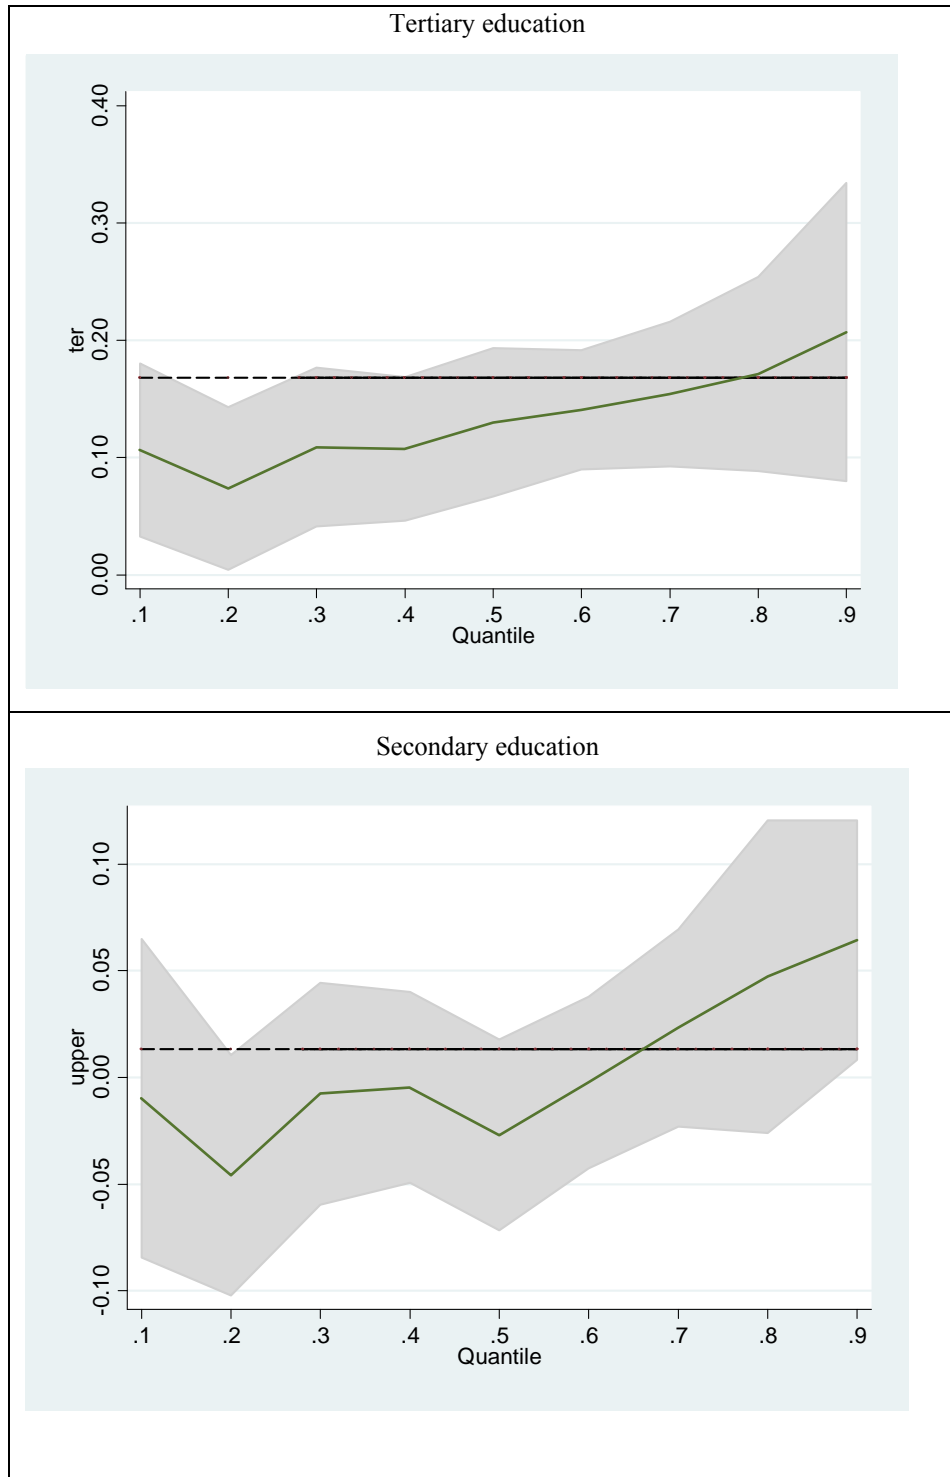 Tertiary education
0.40
0.30
0.20
0.10
0.00
ter
.1 .2 .3 .4 .5 .6 .7 .8 .9
Quantile
Secondary education
0.10
0.05
0.00
-0.05
-0.10
upper
.1 .2 .3 .4 .5 .6 .7 .8 .9
Quantile